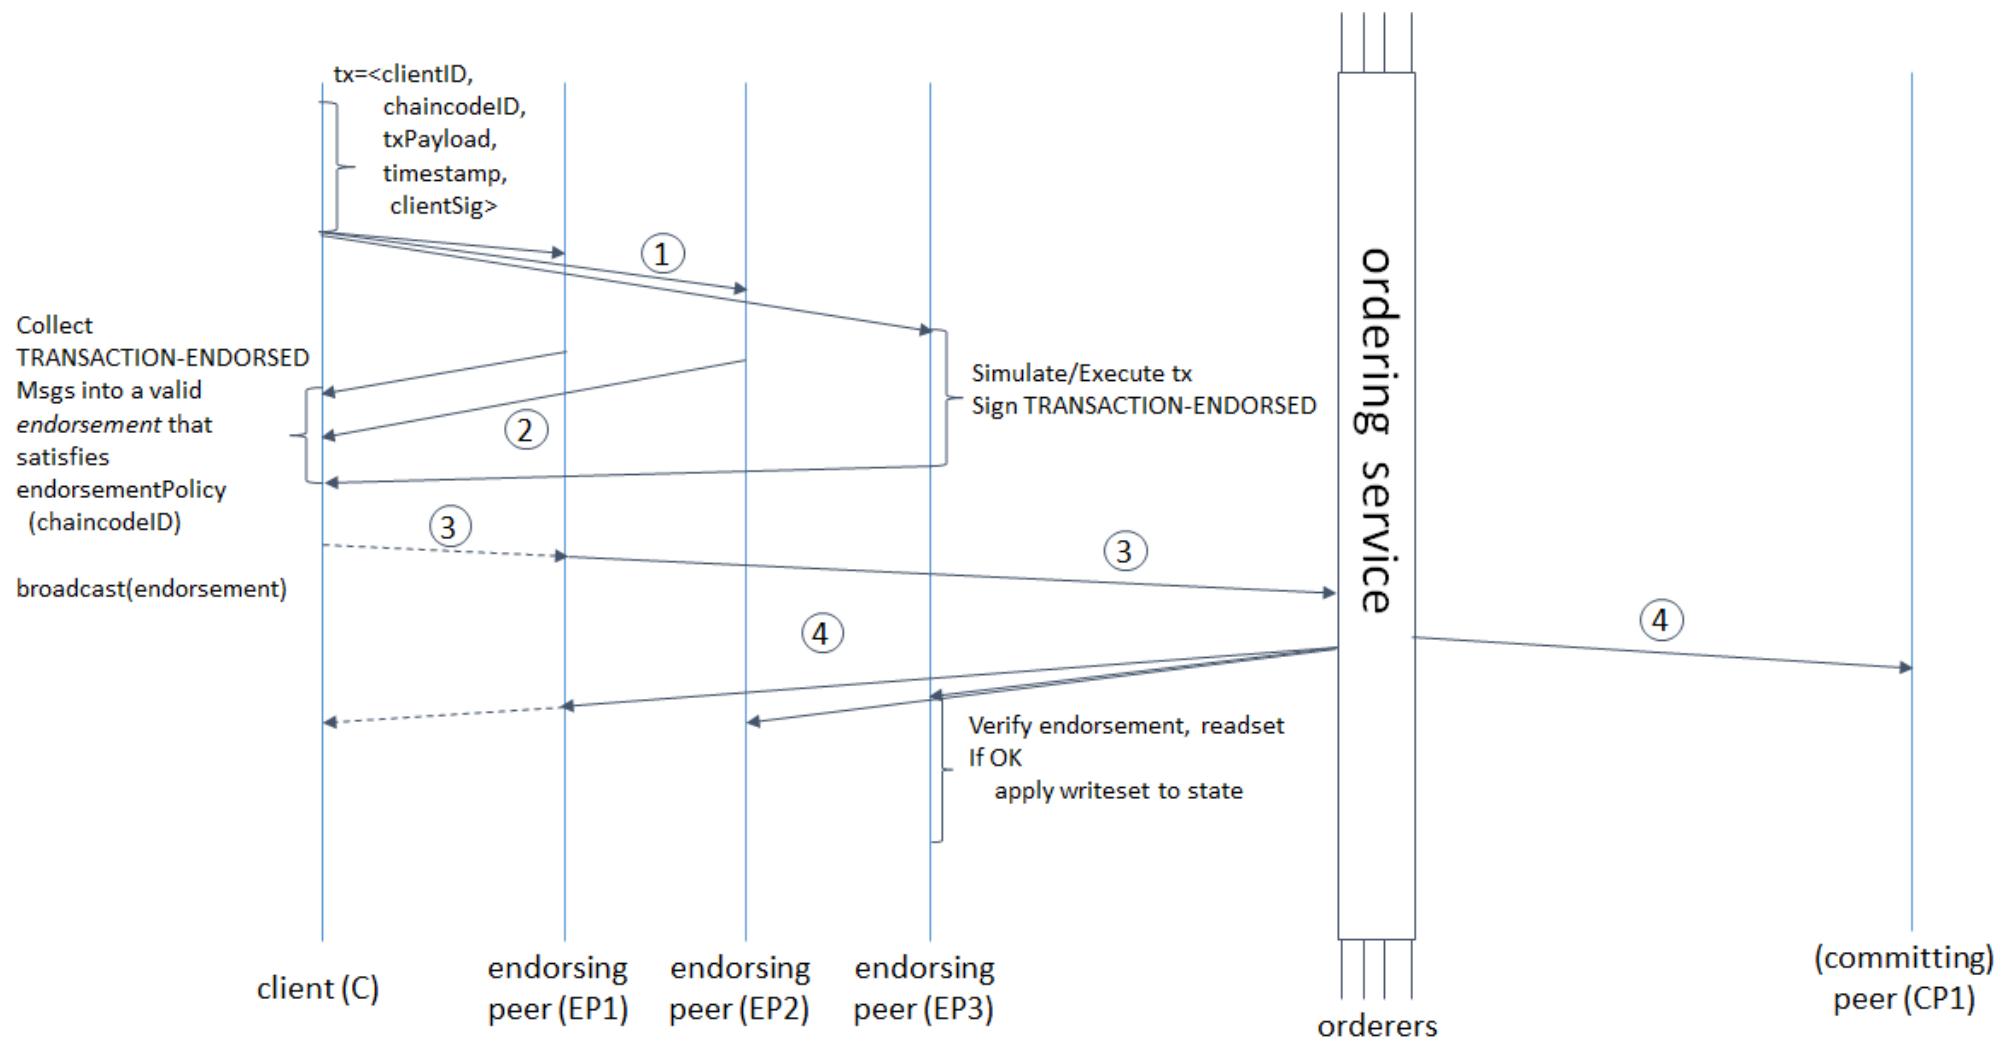 tx=<clientID,
chaincodeID,
txPayload,
timestamp,
clientSig>
1
Collect
TRANSACTION-ENDORSED
Msgs into a valid
endorsement that
satisfies
endorsementPolicy
(chaincodeID)
2
Simulate/Execute tx
Sign TRANSACTION-ENDORSED
ordering service
3
3
broadcast(endorsement)
4
4
Verify endorsement, readset
If OK
apply writeset to state
client (C)
endorsing
peer (EP1)
endorsing
peer (EP2)
endorsing
peer (EP3)
orderers
(committing)
peer (CP1)